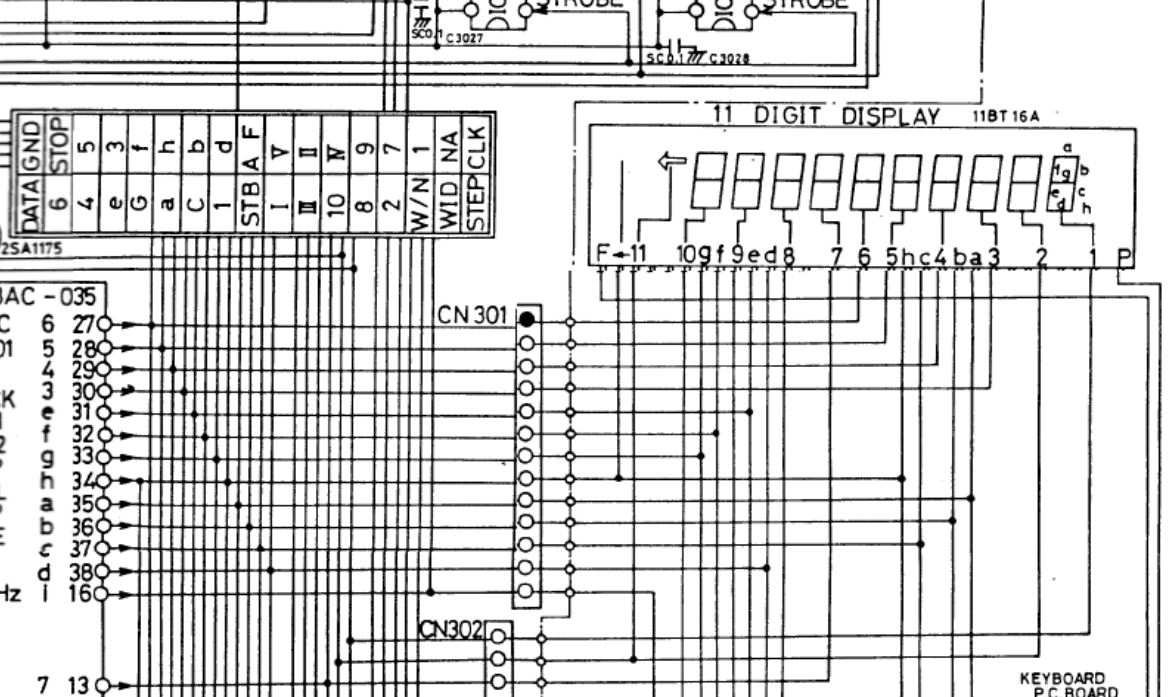 STROBE
STROBE
SC0.1 C3027
SC0.1 C3028
11 DIGIT DISPLAY 11BT16A
GND STOP 5 3 f h b d A F V II IV 9 7 1 NA CLK
DATA 6 4 e G a C 1 STB I III 10 8 2 W/N WID STEP
a
f g b
e d c
h
F ← 11 10 g f 9 e d 8 7 6 5 h c 4 b a 3 2 1 P
2SA1175
BAC-035
CN301
C 6 27
01 5 28
4 29
3 30
K e 31
f 32
g 33
h 34
a 35
b 36
c 37
d 38
Hz i 16
CN302
7 13
KEYBOARD
P.C BOARD